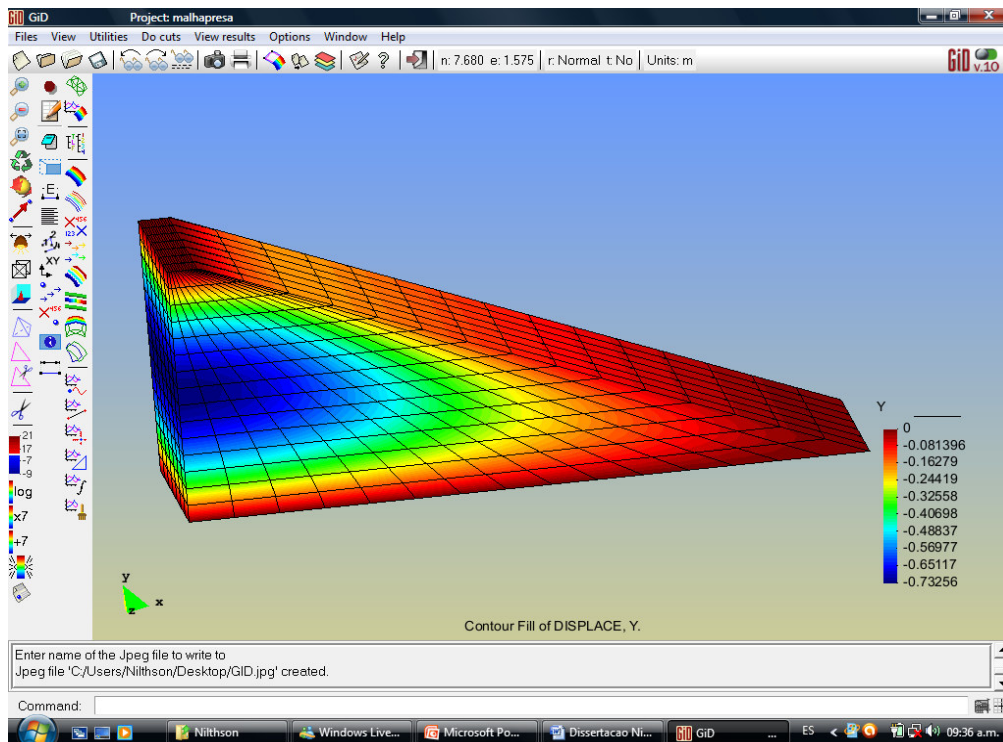 GiD Project: malhapresa
Files View Utilities Do cuts View results Options Window Help
n: 7.680 e: 1.575 r: Normal t: No Units: m
GiD v.10
E
XY
21
17
-7
-9
log
x7
+7
Y
0
-0.081396
-0.16279
-0.24419
-0.32558
-0.40698
-0.48837
-0.56977
-0.65117
-0.73256
y
x
z
Contour Fill of DISPLACE, Y.
Enter name of the Jpeg file to write to
Jpeg file 'C:/Users/Nilthson/Desktop/GID.jpg' created.
Command:
Nilthson Windows Live... Microsoft Po... Dissertacao Ni... GiD ... ES 09:36 a.m.